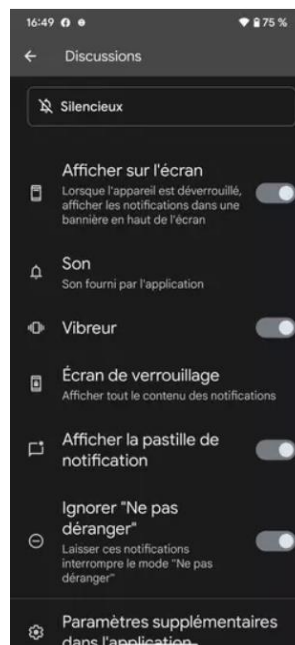 16:49 75 %
Discussions
Silencieux
Afficher sur l'écran
Lorsque l'appareil est déverrouillé,
afficher les notifications dans une
bannière en haut de l'écran
Son
Son fourni par l'application
Vibreur
Écran de verrouillage
Afficher tout le contenu des notifications
Afficher la pastille de
notification
Ignorer "Ne pas
déranger"
Laisser ces notifications
interrompre le mode "Ne pas
déranger"
Paramètres supplémentaires
dans l'application